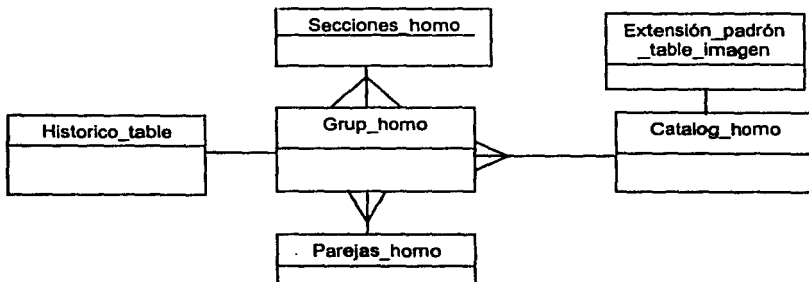 Secciones_homo
Extensión_padrón
_table_imagen
Historico_table
Grup_homo
Catalog_homo
Parejas_homo